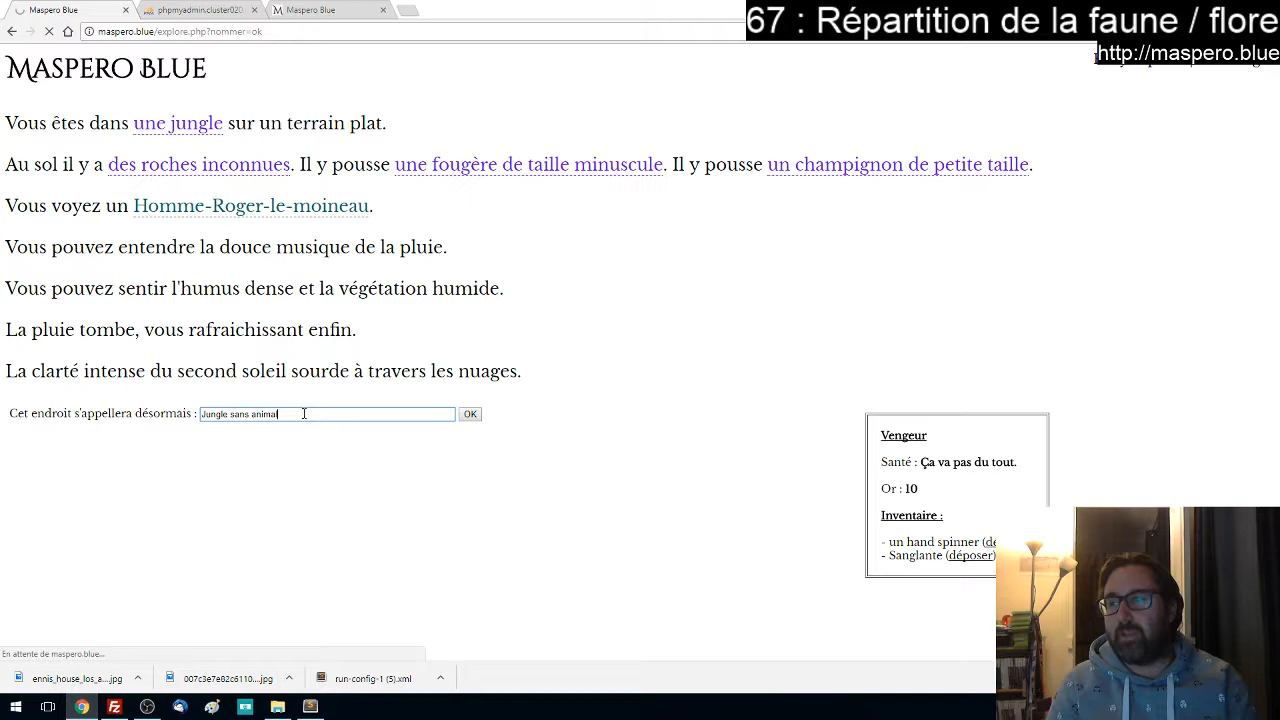 Maspero Blue
phpmyadmin.cluster020.
Maspero Blue
67 : Répartition de la faune / flore
maspero.blue/explore.php?nommer=ok
http://maspero.blue
Maspero Blue
Vous êtes dans une jungle sur un terrain plat.
Au sol il y a des roches inconnues. Il y pousse une fougère de taille minuscule. Il y pousse un champignon de petite taille.
Vous voyez un Homme-Roger-le-moineau.
Vous pouvez entendre la douce musique de la pluie.
Vous pouvez sentir l'humus dense et la végétation humide.
La pluie tombe, vous rafraichissant enfin.
La clarté intense du second soleil sourde à travers les nuages.
Cet endroit s'appellera désormais : Jungle sans animal OK
Vengeur
Santé : Ça va pas du tout.
Or : 10
Inventaire :
- un hand spinner (dé
- Sanglante (déposer)
En attente de maspero.blue...
ennis_house_los_a....jpg
007c3e7e82c6110....jpg
run-config-1 (5).xml